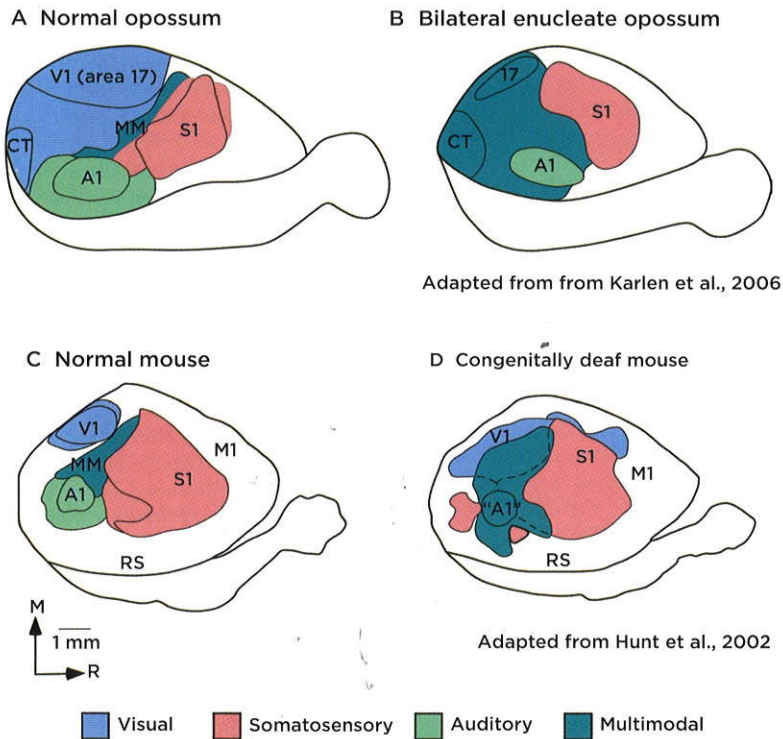 A Normal opossum
V1 (area 17)
MM
S1
CT
A1
B Bilateral enucleate opossum
17
S1
CT
A1
Adapted from from Karlen et al., 2006
C Normal mouse
V1
M1
MM
S1
A1
RS
M
1 mm
R
D Congenitally deaf mouse
V1
S1
M1
"A1"
RS
Adapted from Hunt et al., 2002
Visual Somatosensory Auditory Multimodal